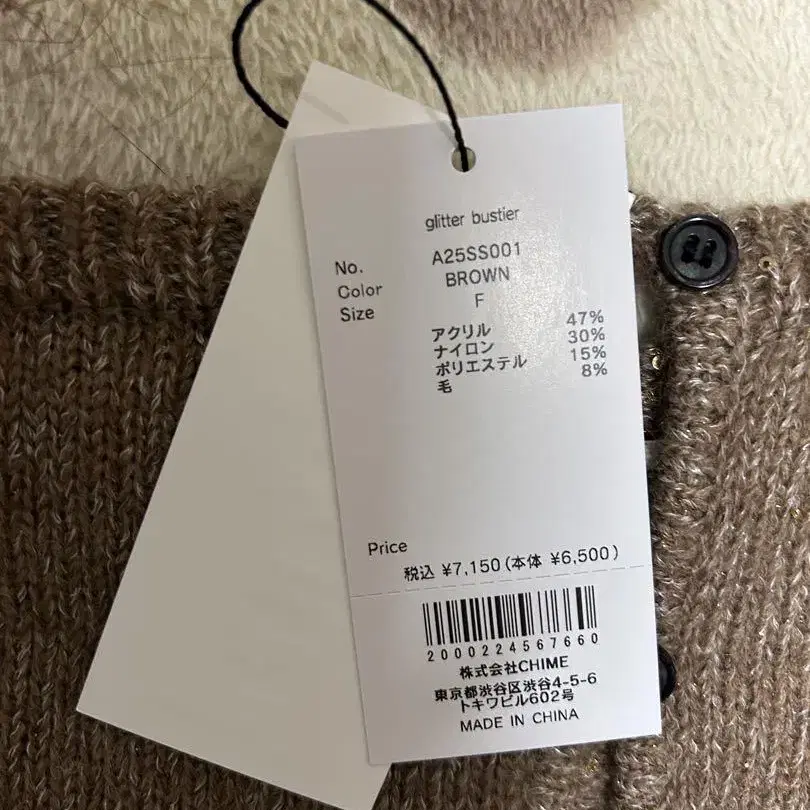 glitter bustier
No. A25SS001
Color BROWN
Size F
アクリル 47%
ナイロン 30%
ポリエステル 15%
毛 8%
Price
税込 ¥7,150(本体 ¥6,500)
2000224567660
株式会社CHIME
東京都渋谷区渋谷4-5-6
トキワビル602号
MADE IN CHINA